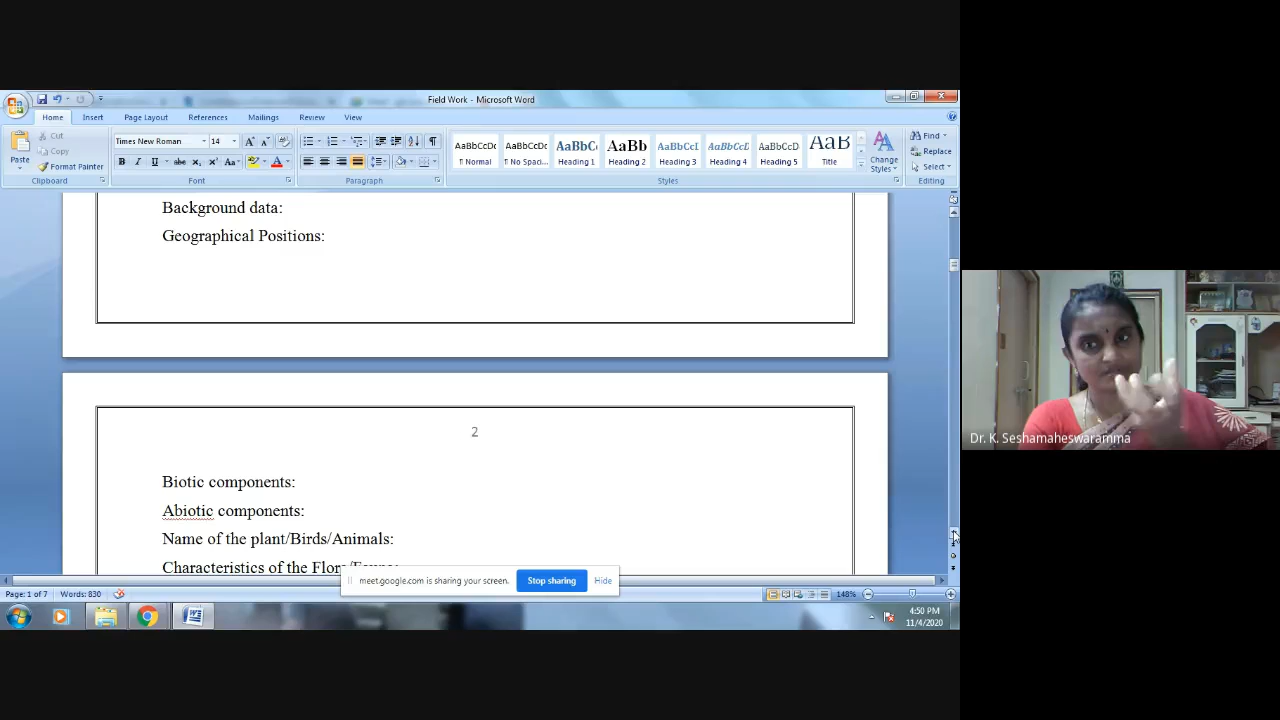 Field Work - Microsoft Word
Home Insert Page Layout References Mailings Review View
Paste
Cut
Copy
Format Painter
Clipboard
Times New Roman 14
Font
Paragraph
AaBbCcDc AaBbCcDc AaBbC AaBb AaBbCcI AaBbCcDc AaBbCcD AaB
¶ Normal ¶ No Spaci... Heading 1 Heading 2 Heading 3 Heading 4 Heading 5 Title
Change Styles
Styles
Find
Replace
Select
Editing
Background data:
Geographical Positions:
2
Biotic components:
Abiotic components:
Name of the plant/Birds/Animals:
Characteristics of the
meet.google.com is sharing your screen. Stop sharing Hide
Page: 1 of 7 Words: 830 148%
4:50 PM
11/4/2020
Dr. K. Seshamaheswaramma